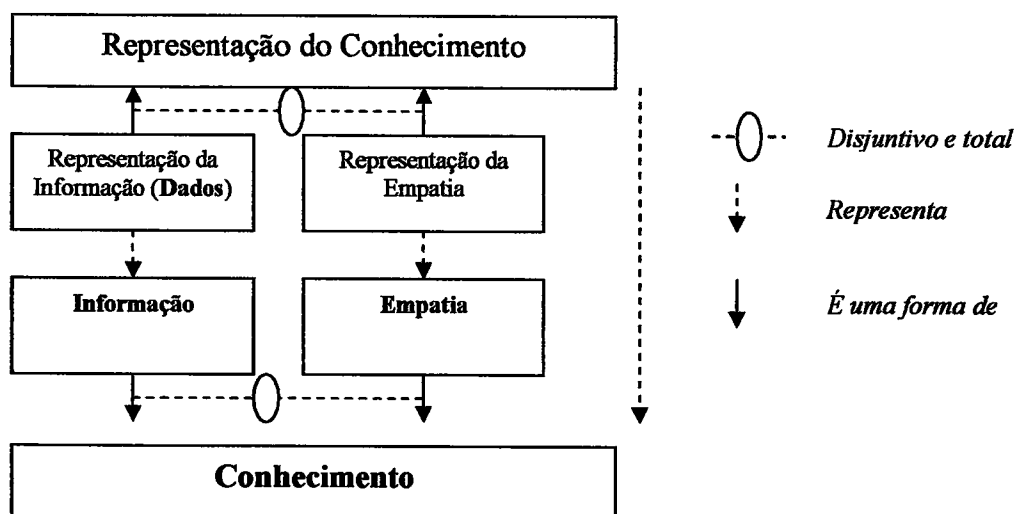 Representação do Conhecimento
Representação da
Informação (Dados)
Representação da
Empatia
Informação
Empatia
Conhecimento
Disjuntivo e total
Representa
É uma forma de